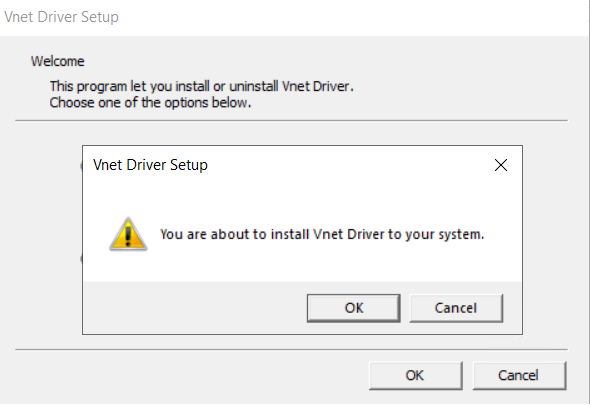 Vnet Driver Setup
Welcome
This program let you install or uninstall Vnet Driver.
Choose one of the options below.
Vnet Driver Setup
You are about to install Vnet Driver to your system.
OK Cancel
OK Cancel